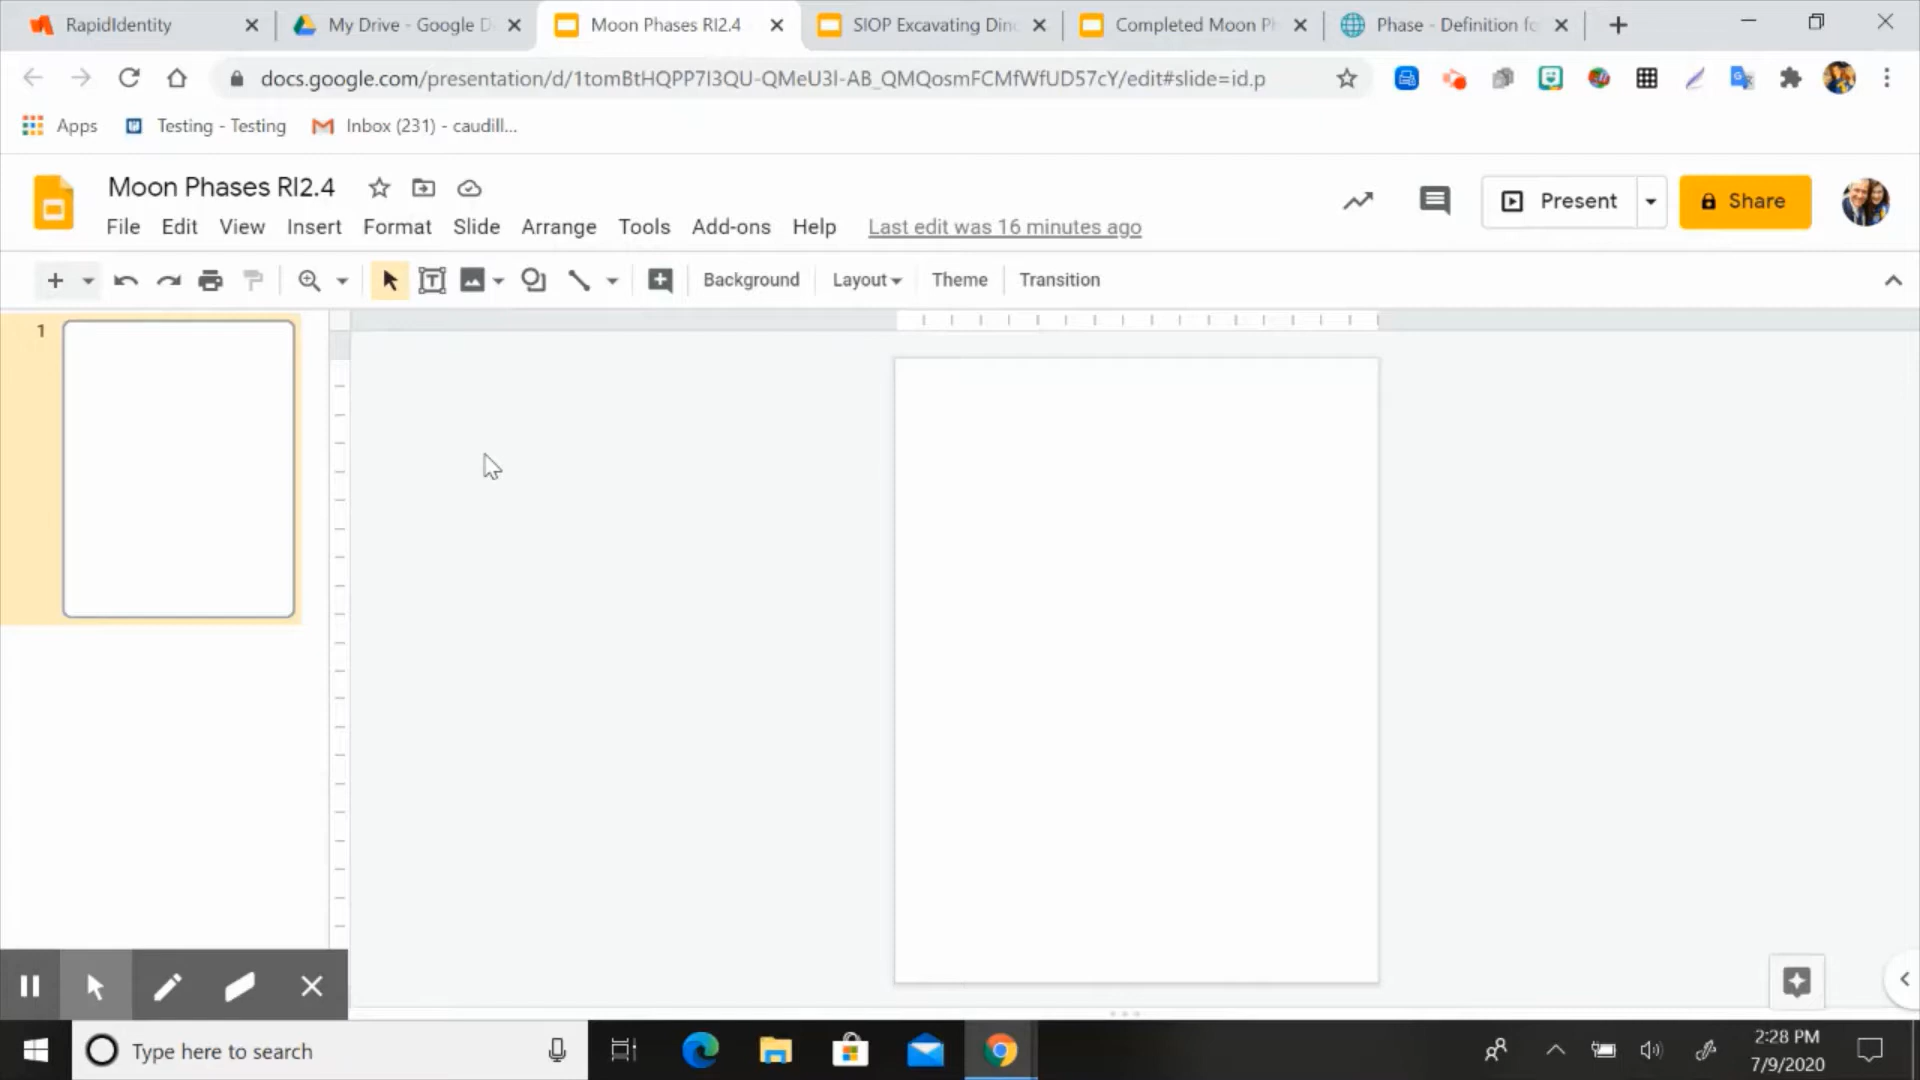 RapidIdentity
My Drive - Google D
Moon Phases RI2.4
SIOP Excavating Dino
Completed Moon Ph
Phase - Definition fo
docs.google.com/presentation/d/1tomBtHQPP7I3QU-QMeU3l-AB_QMQosmFCMfWfUD57cY/edit#slide=id.p
Apps
Testing - Testing
Inbox (231) - caudill...
Moon Phases RI2.4
File Edit View Insert Format Slide Arrange Tools Add-ons Help Last edit was 16 minutes ago
Present
Share
Background Layout Theme Transition
1
Type here to search
2:28 PM
7/9/2020